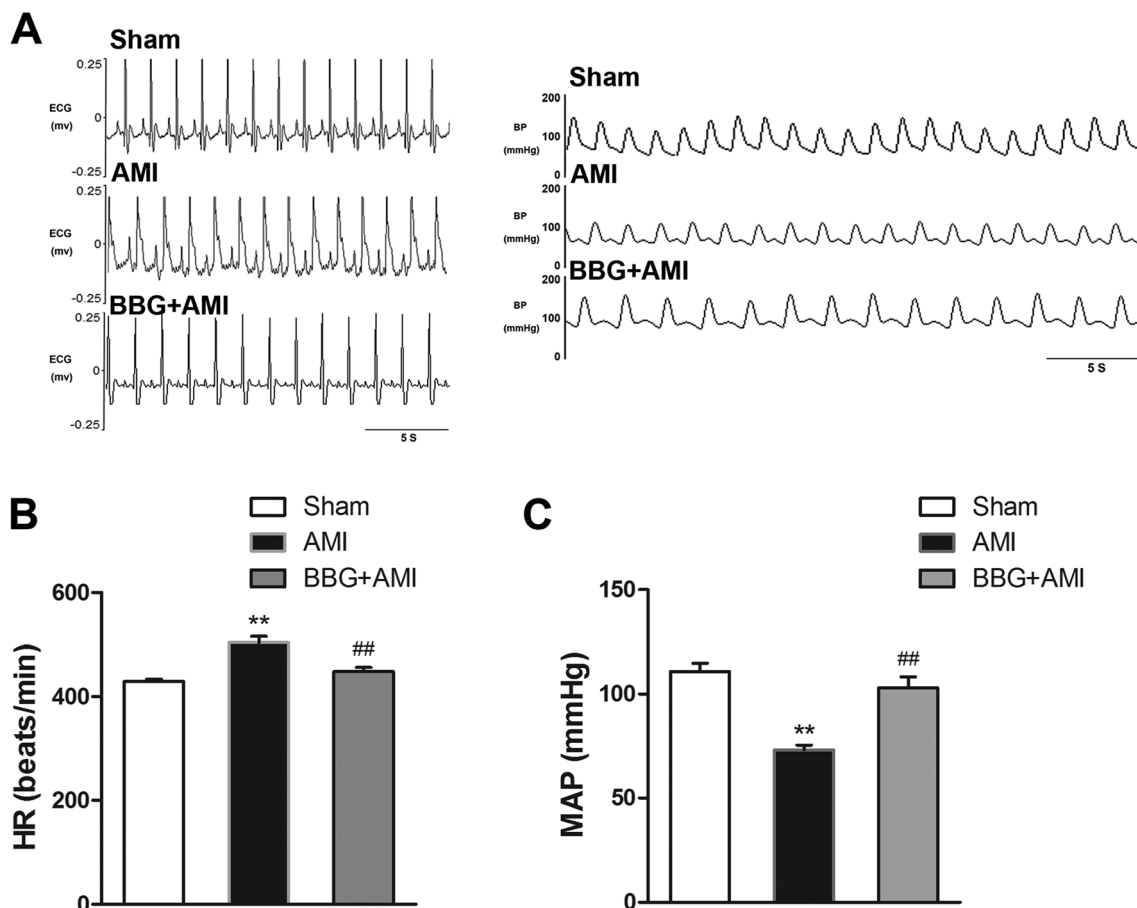 A
Sham
0.25
ECG
(mv)
0
-0.25
AMI
0.25
ECG
(mv)
0
-0.25
BBG+AMI
0.25
ECG
(mv)
0
-0.25
5 S
Sham
200
BP
(mmHg)
100
0
AMI
200
BP
(mmHg)
100
0
BBG+AMI
200
BP
(mmHg)
100
0
5 S
B
Sham
AMI
BBG+AMI
HR (beats/min)
600
400
200
0
**
##
C
Sham
AMI
BBG+AMI
MAP (mmHg)
150
100
50
0
**
##